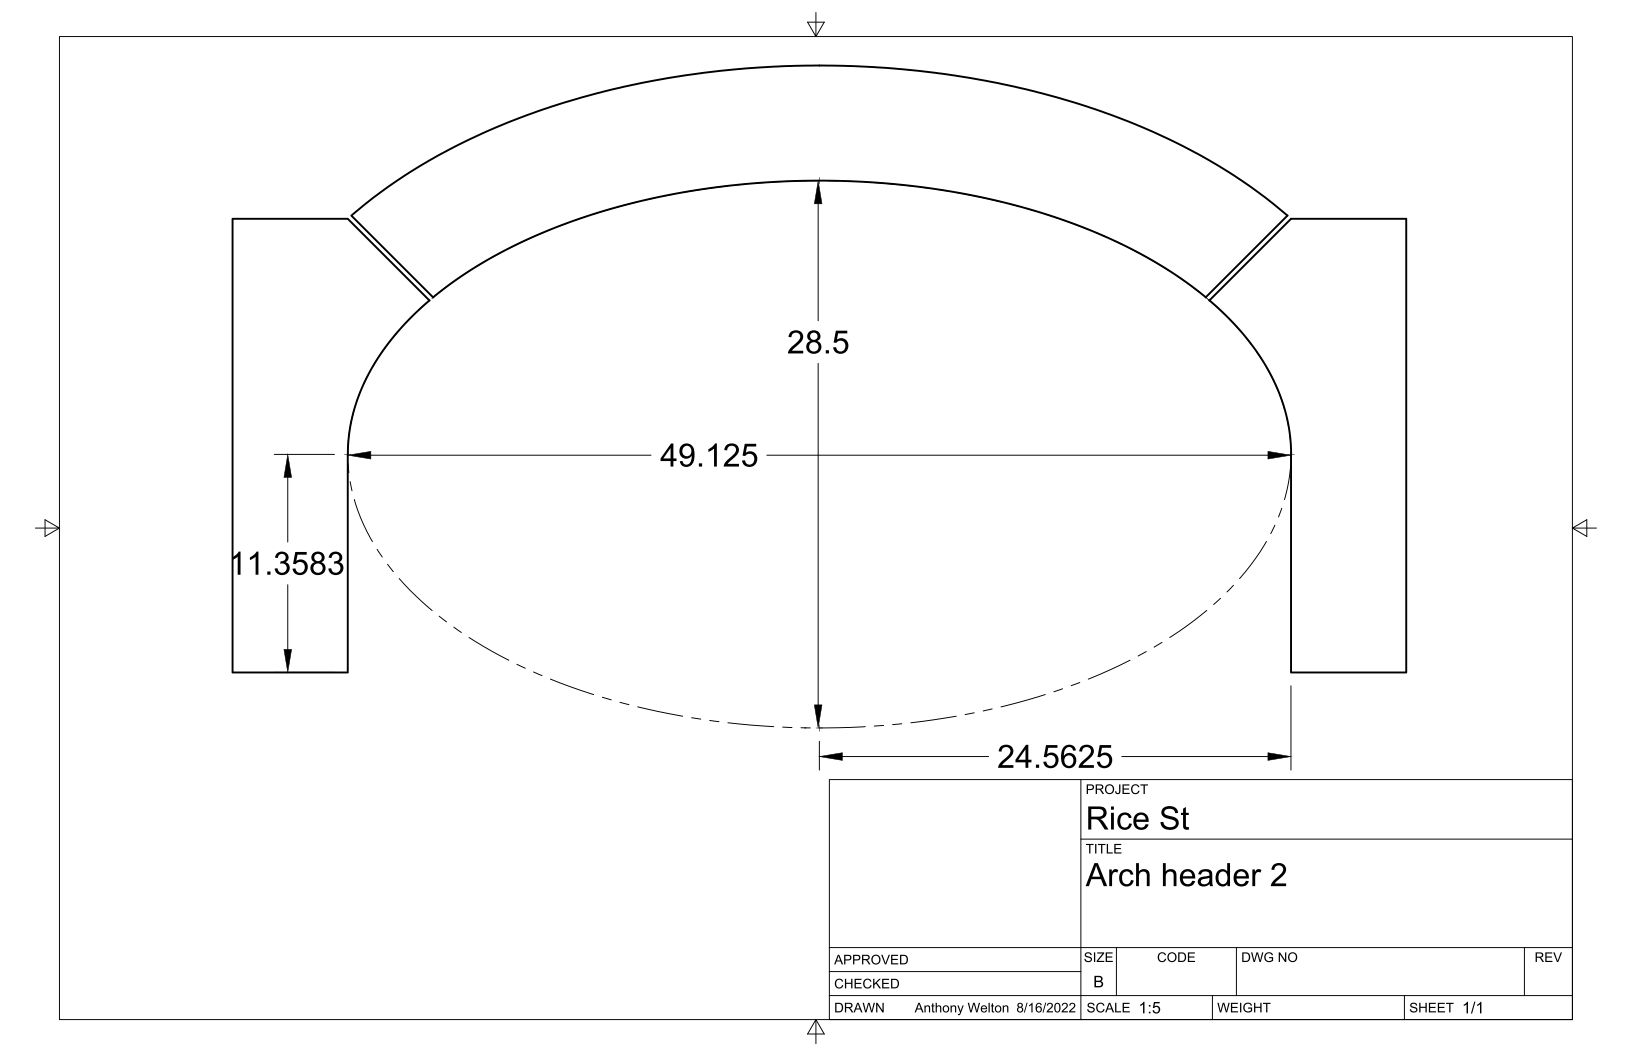 28.5
49.125
11.3583
24.5625
PROJECT
Rice St
TITLE
Arch header 2
APPROVED
CHECKED
DRAWN Anthony Welton 8/16/2022
SIZE
B
CODE
DWG NO
REV
SCALE 1:5
WEIGHT
SHEET 1/1